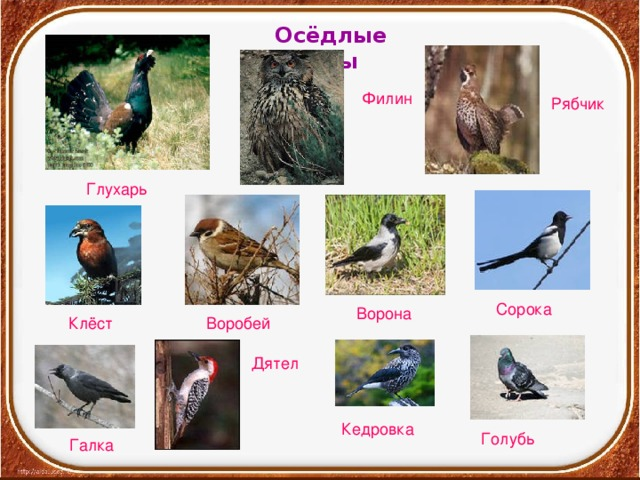 Осёдлые
Филин
Рябчик
Глухарь
Клёст
Воробей
Ворона
Сорока
Дятел
Галка
Кедровка
Голубь